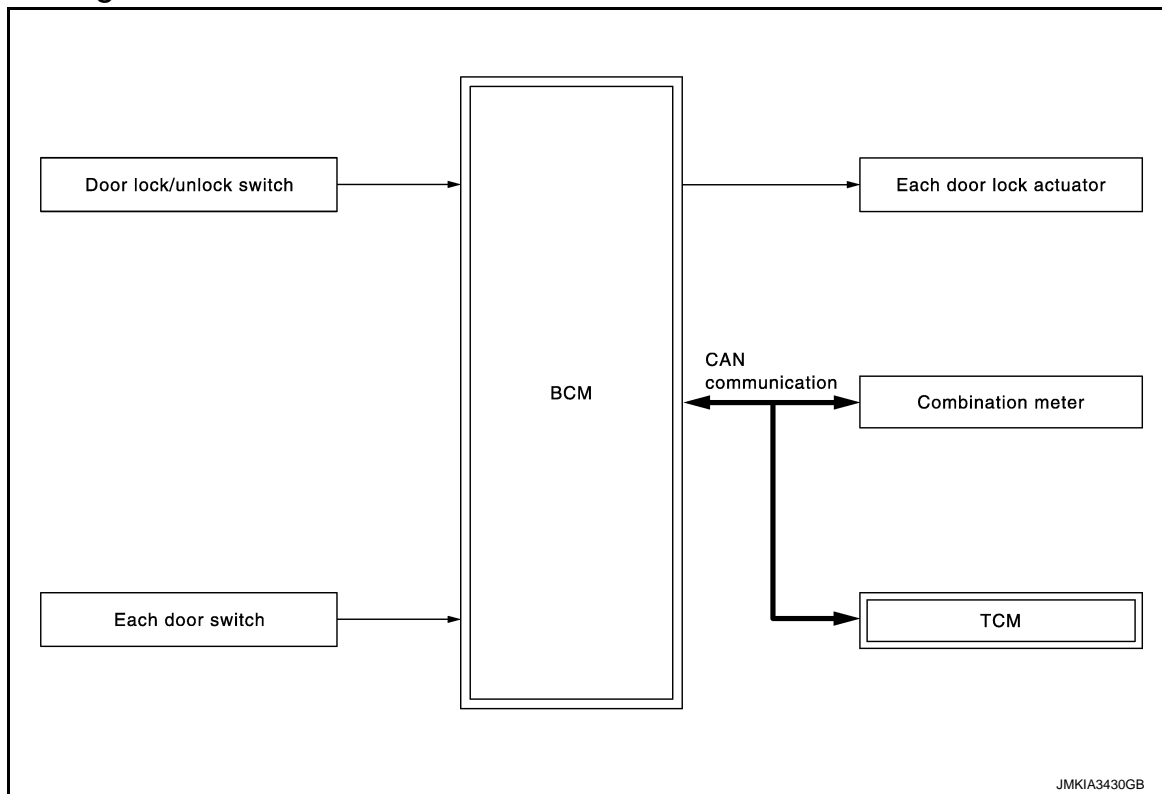 Door lock/unlock switch
Each door lock actuator
BCM
CAN
communication
Combination meter
Each door switch
TCM
JMKIA3430GB